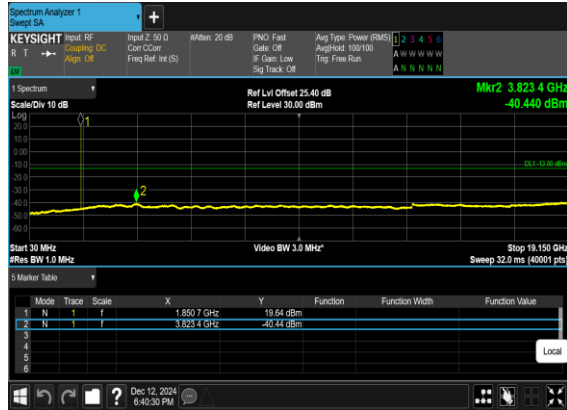 Spectrum Analyzer 1
Swept SA
+
KEYSIGHT
R T
LXI
Input: RF
Coupling: DC
Align: Off
Input Z: 50 Ω
Corr CCorr
Freq Ref: Int (S)
#Atten: 20 dB
PNO: Fast
Gate: Off
IF Gain: Low
Sig Track: Off
Avg Type: Power (RMS)
Avg|Hold: 100/100
Trig: Free Run
1 2 3 4 5 6
A W W W W W
A N N N N N
1 Spectrum
Scale/Div 10 dB
Ref Lvl Offset 25.40 dB
Ref Level 30.00 dBm
Mkr2 3.823 4 GHz
-40.440 dBm
Log
20.0
10.0
0.00
-10.0
-20.0
-30.0
-40.0
-50.0
-60.0
1
2
DL1 -13.00 dBm
Start 30 MHz
#Res BW 1.0 MHz
Video BW 3.0 MHz*
Stop 19.150 GHz
Sweep 32.0 ms (40001 pts)
5 Marker Table
Mode Trace Scale X Y Function Function Width Function Value
1 N 1 f 1.850 7 GHz 19.64 dBm
2 N 1 f 3.823 4 GHz -40.44 dBm
3
4
5
6
Local
?
Dec 12, 2024
6:40:30 PM